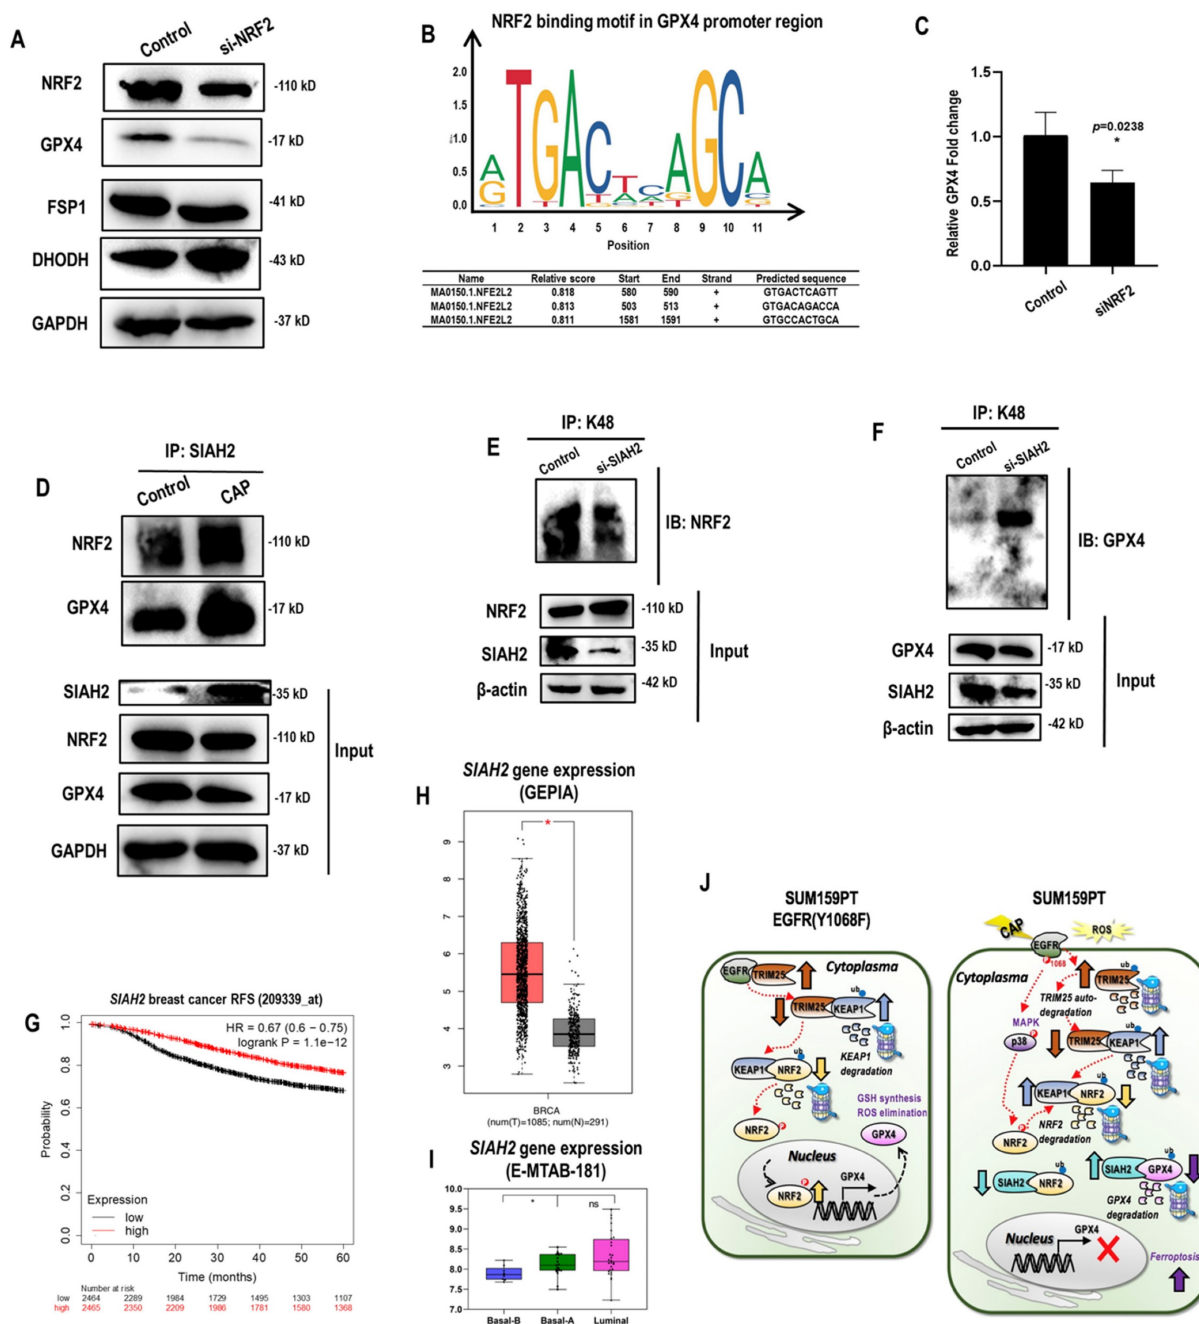 A
Control
si-NRF2
NRF2
-110 kD
GPX4
-17 kD
FSP1
-41 kD
DHODH
-43 kD
GAPDH
-37 kD
B
NRF2 binding motif in GPX4 promoter region
2.0
1.5
1.0
0.5
0.0
1 2 3 4 5 6 7 8 9 10 11
Position
Name Relative score Start End Strand Predicted sequence
MA0150.1.NFE2L2 0.818 580 590 + GTGACTCAGTT
MA0150.1.NFE2L2 0.813 503 513 + GTGACAGACCA
MA0150.1.NFE2L2 0.811 1581 1591 + GTGCCACTGCA
C
Relative GPX4 Fold change
1.5
1.0
0.5
0.0
p=0.0238
*
Control
siNRF2
D
IP: SIAH2
Control
CAP
NRF2
-110 kD
GPX4
-17 kD
SIAH2
-35 kD
NRF2
-110 kD
GPX4
-17 kD
GAPDH
-37 kD
Input
E
IP: K48
Control
si-SIAH2
IB: NRF2
NRF2
-110 kD
SIAH2
-35 kD
β-actin
-42 kD
Input
F
IP: K48
Control
si-SIAH2
IB: GPX4
GPX4
-17 kD
SIAH2
-35 kD
β-actin
-42 kD
Input
G
SIAH2 breast cancer RFS (209339_at)
HR = 0.67 (0.6 − 0.75)
logrank P = 1.1e−12
Probability
1.0
0.8
0.6
0.4
0.2
0.0
Expression
low
high
0 10 20 30 40 50 60
Time (months)
Number at risk
low 2464 2289 1984 1729 1495 1303 1107
high 2465 2350 2209 1986 1781 1580 1368
H
SIAH2 gene expression
(GEPIA)
*
9
8
7
6
5
4
3
BRCA
(num(T)=1085; num(N)=291)
I
SIAH2 gene expression
(E-MTAB-181)
10.0
9.5
9.0
8.5
8.0
7.5
7.0
*
ns
Basal-B Basal-A Luminal
J
SUM159PT
EGFR(Y1068F)
EGFR
TRIM25
Cytoplasma
ub
TRIM25
KEAP1
KEAP1
degradation
ub
KEAP1
NRF2
NRF2
P
GSH synthesis
ROS elimination
GPX4
Nucleus
NRF2
P
GPX4
SUM159PT
CAP
ROS
EGFR
P
1068
Cytoplasma
ub
TRIM25
TRIM25 auto-
degradation
MAPK
p38
P
ub
TRIM25
KEAP1
ub
KEAP1
NRF2
NRF2
P
NRF2
degradation
ub
SIAH2
NRF2
ub
SIAH2
GPX4
GPX4
degradation
Nucleus
GPX4
Ferroptosis